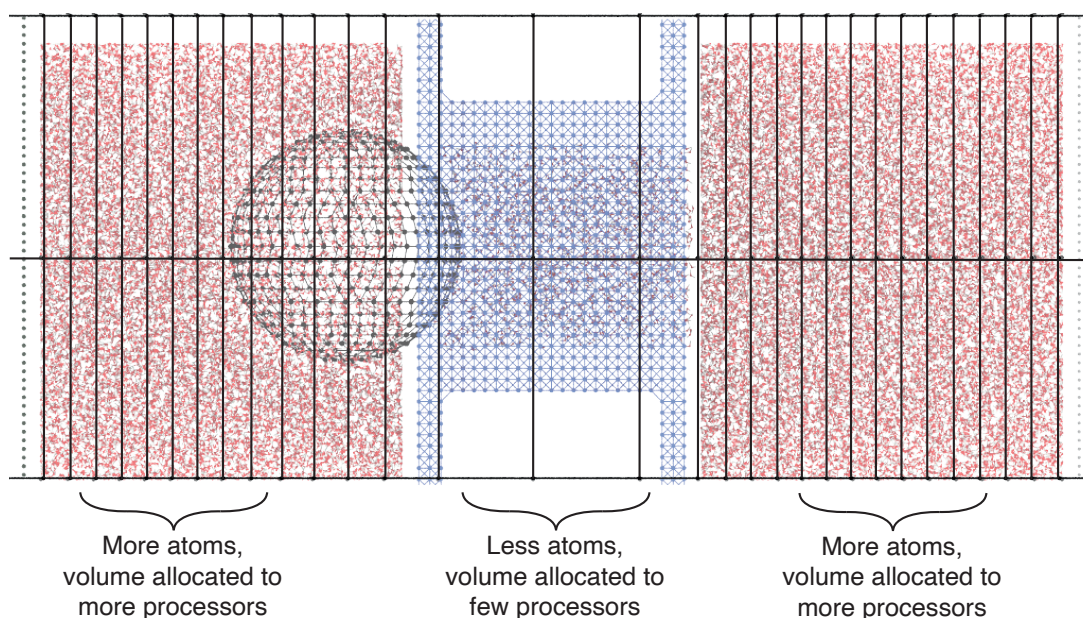 More atoms,
volume allocated to
more processors
Less atoms,
volume allocated to
few processors
More atoms,
volume allocated to
more processors